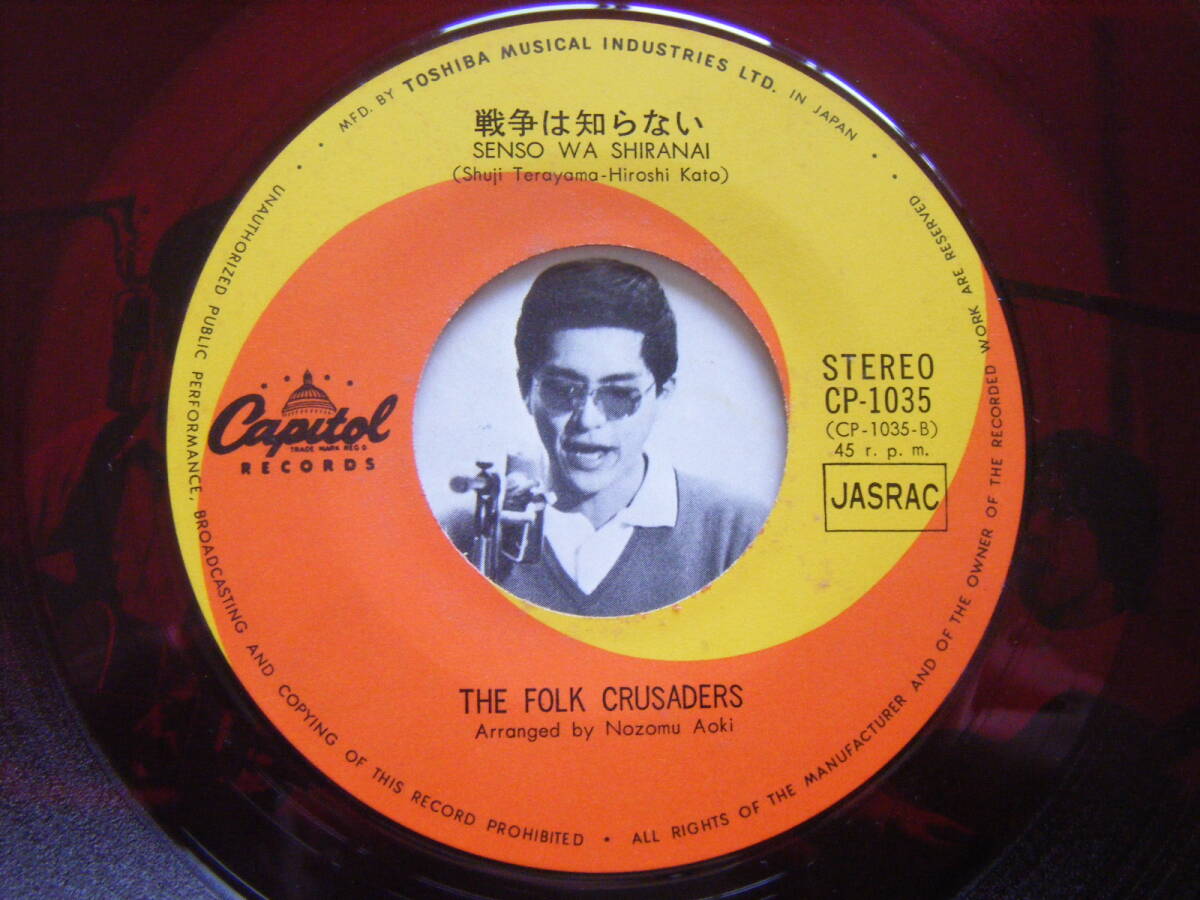 MFD. BY TOSHIBA MUSICAL INDUSTRIES LTD. IN JAPAN
戦争は知らない
SENSO WA SHIRANAI
(Shuji Terayama-Hiroshi Kato)
Capitol
TRADE MARK REG'D
RECORDS
STEREO
CP-1035
(CP-1035-B)
45 r. p. m.
JASRAC
THE FOLK CRUSADERS
Arranged by Nozomu Aoki
UNAUTHORIZED PUBLIC PERFORMANCE, BROADCASTING AND COPYING OF THIS RECORD PROHIBITED • ALL RIGHTS OF THE MANUFACTURER AND OF THE OWNER OF THE RECORDED WORK ARE RESERVED